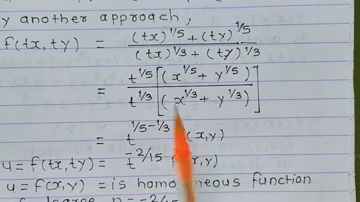 y another approach,
f(tx, ty) = (tx)^1/5 + (ty)^1/5 / (tx)^1/3 + (ty)^1/3
= t^1/5 / t^1/3 [ (x^1/5 + y^1/5) / (x^1/3 + y^1/3) ]
= t^1/5-1/3 (x,y)
u = f(tx, ty) = t^-2/15 f(x,y)
u = f(x,y) = is homogeneous function